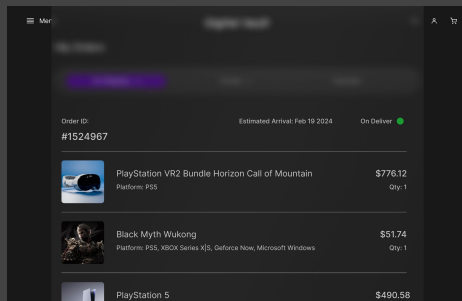 Men
Order ID:
Estimated Arrival: Feb 19 2024
On Deliver
#1524967
PlayStation VR2 Bundle Horizon Call of Mountain
$776.12
Platform: PS5
Qty: 1
Black Myth Wukong
$51.74
Platform: PS5, XBOX Series X|S, Geforce Now, Microsoft Windows
Qty: 1
PlayStation 5
$490.58